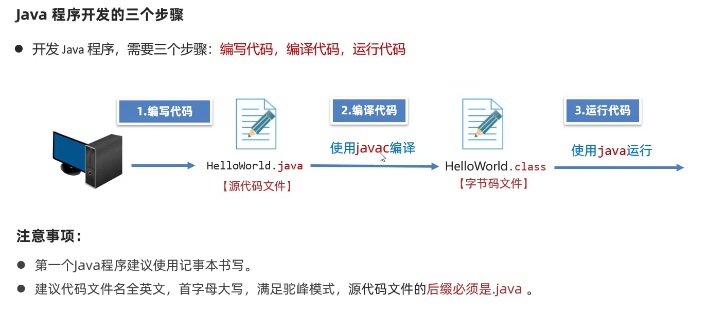 Java 程序开发的三个步骤
● 开发 Java 程序，需要三个步骤：编写代码，编译代码，运行代码
1.编写代码
2.编译代码
3.运行代码
使用javac编译
使用java运行
HelloWorld.java
HelloWorld.class
【源代码文件】
【字节码文件】
注意事项：
● 第一个Java程序建议使用记事本书写。
● 建议代码文件名全英文，首字母大写，满足驼峰模式，源代码文件的后缀必须是.java 。